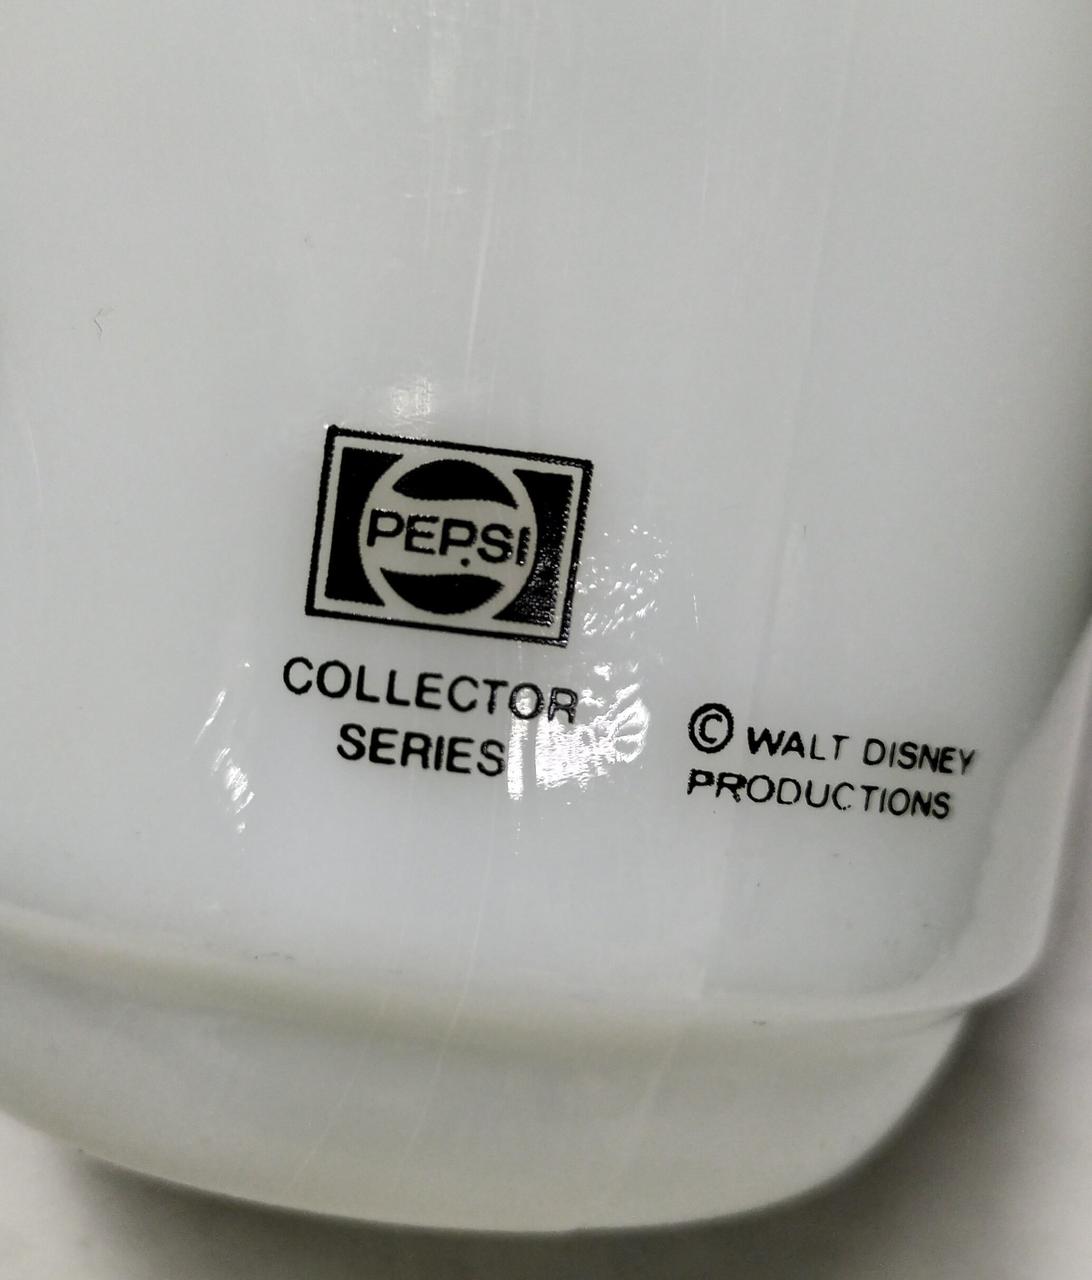 PEPSI
COLLECTOR
SERIES
© WALT DISNEY
PRODUCTIONS